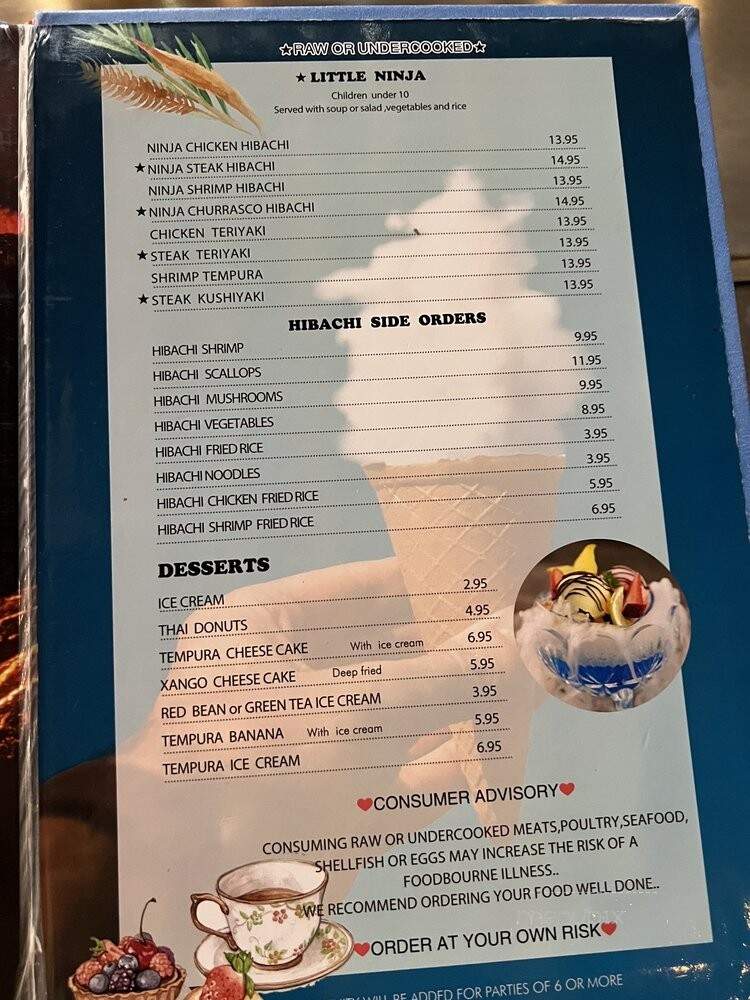 ★RAW OR UNDERCOOKED★
★ LITTLE NINJA
Children under 10
Served with soup or salad ,vegetables and rice
NINJA CHICKEN HIBACHI 13.95
★NINJA STEAK HIBACHI 14.95
NINJA SHRIMP HIBACHI 13.95
★NINJA CHURRASCO HIBACHI 14.95
CHICKEN TERIYAKI 13.95
★STEAK TERIYAKI 13.95
SHRIMP TEMPURA 13.95
★STEAK KUSHIYAKI 13.95
HIBACHI SIDE ORDERS
HIBACHI SHRIMP 9.95
HIBACHI SCALLOPS 11.95
HIBACHI MUSHROOMS 9.95
HIBACHI VEGETABLES 8.95
HIBACHI FRIED RICE 3.95
HIBACHI NOODLES 3.95
HIBACHI CHICKEN FRIED RICE 5.95
HIBACHI SHRIMP FRIED RICE 6.95
DESSERTS
ICE CREAM 2.95
THAI DONUTS 4.95
TEMPURA CHEESE CAKE With ice cream 6.95
XANGO CHEESE CAKE Deep fried 5.95
RED BEAN or GREEN TEA ICE CREAM 3.95
TEMPURA BANANA With ice cream 5.95
TEMPURA ICE CREAM 6.95
❤CONSUMER ADVISORY❤
CONSUMING RAW OR UNDERCOOKED MEATS,POULTRY,SEAFOOD,
SHELLFISH OR EGGS MAY INCREASE THE RISK OF A
FOODBOURNE ILLNESS..
WE RECOMMEND ORDERING YOUR FOOD WELL DONE..
❤ORDER AT YOUR OWN RISK❤
WILL BE ADDED FOR PARTIES OF 6 OR MORE